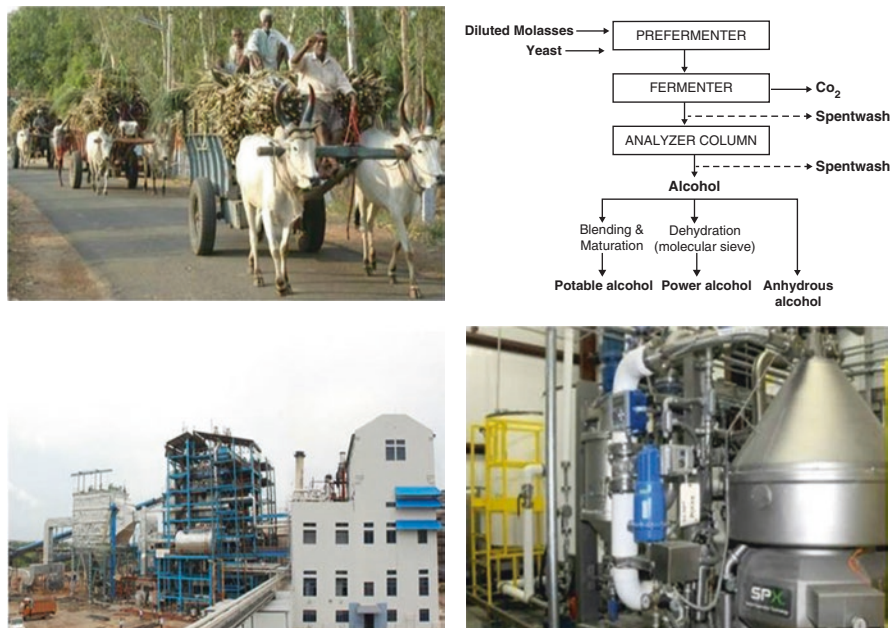 Diluted Molasses
Yeast
PREFERMENTER
FERMENTER
Co₂
Spentwash
ANALYZER COLUMN
Spentwash
Alcohol
Blending &
Maturation
Dehydration
(molecular sieve)
Potable alcohol
Power alcohol
Anhydrous
alcohol
SPX